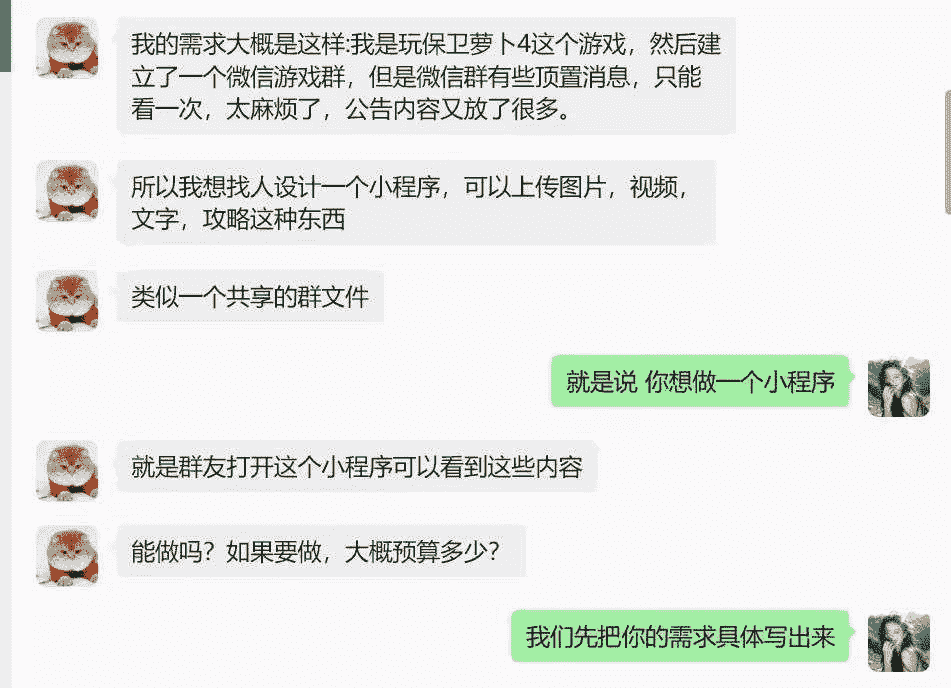 我的需求大概是这样:我是玩保卫萝卜4这个游戏，然后建
立了一个微信游戏群，但是微信群有些顶置消息，只能
看一次，太麻烦了，公告内容又放了很多。
所以我想找人设计一个小程序，可以上传图片，视频，
文字，攻略这种东西
类似一个共享的群文件
就是说 你想做一个小程序
就是群友打开这个小程序可以看到这些内容
能做吗？如果要做，大概预算多少？
我们先把你的需求具体写出来